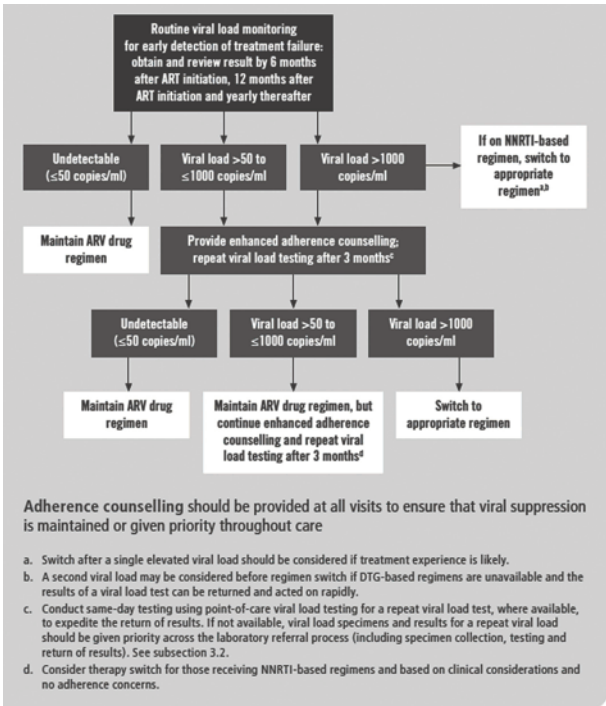 Routine viral load monitoring
for early detection of treatment failure:
obtain and review result by 6 months
after ART initiation, 12 months after
ART initiation and yearly thereafter
Undetectable
(≤50 copies/ml)
Viral load >50 to
≤1000 copies/ml
Viral load >1000
copies/ml
If on NNRTI-based
regimen, switch to
appropriate
regimenᵃ,ᵇ
Maintain ARV drug
regimen
Provide enhanced adherence counselling;
repeat viral load testing after 3 monthsᶜ
Undetectable
(≤50 copies/ml)
Viral load >50 to
≤1000 copies/ml
Viral load >1000
copies/ml
Maintain ARV drug
regimen
Maintain ARV drug regimen, but
continue enhanced adherence
counselling and repeat viral
load testing after 3 monthsᵈ
Switch to
appropriate regimen
Adherence counselling should be provided at all visits to ensure that viral suppression
is maintained or given priority throughout care
a. Switch after a single elevated viral load should be considered if treatment experience is likely.
b. A second viral load may be considered before regimen switch if DTG-based regimens are unavailable and the
results of a viral load test can be returned and acted on rapidly.
c. Conduct same-day testing using point-of-care viral load testing for a repeat viral load test, where available,
to expedite the return of results. If not available, viral load specimens and results for a repeat viral load
should be given priority across the laboratory referral process (including specimen collection, testing and
return of results). See subsection 3.2.
d. Consider therapy switch for those receiving NNRTI-based regimens and based on clinical considerations and
no adherence concerns.